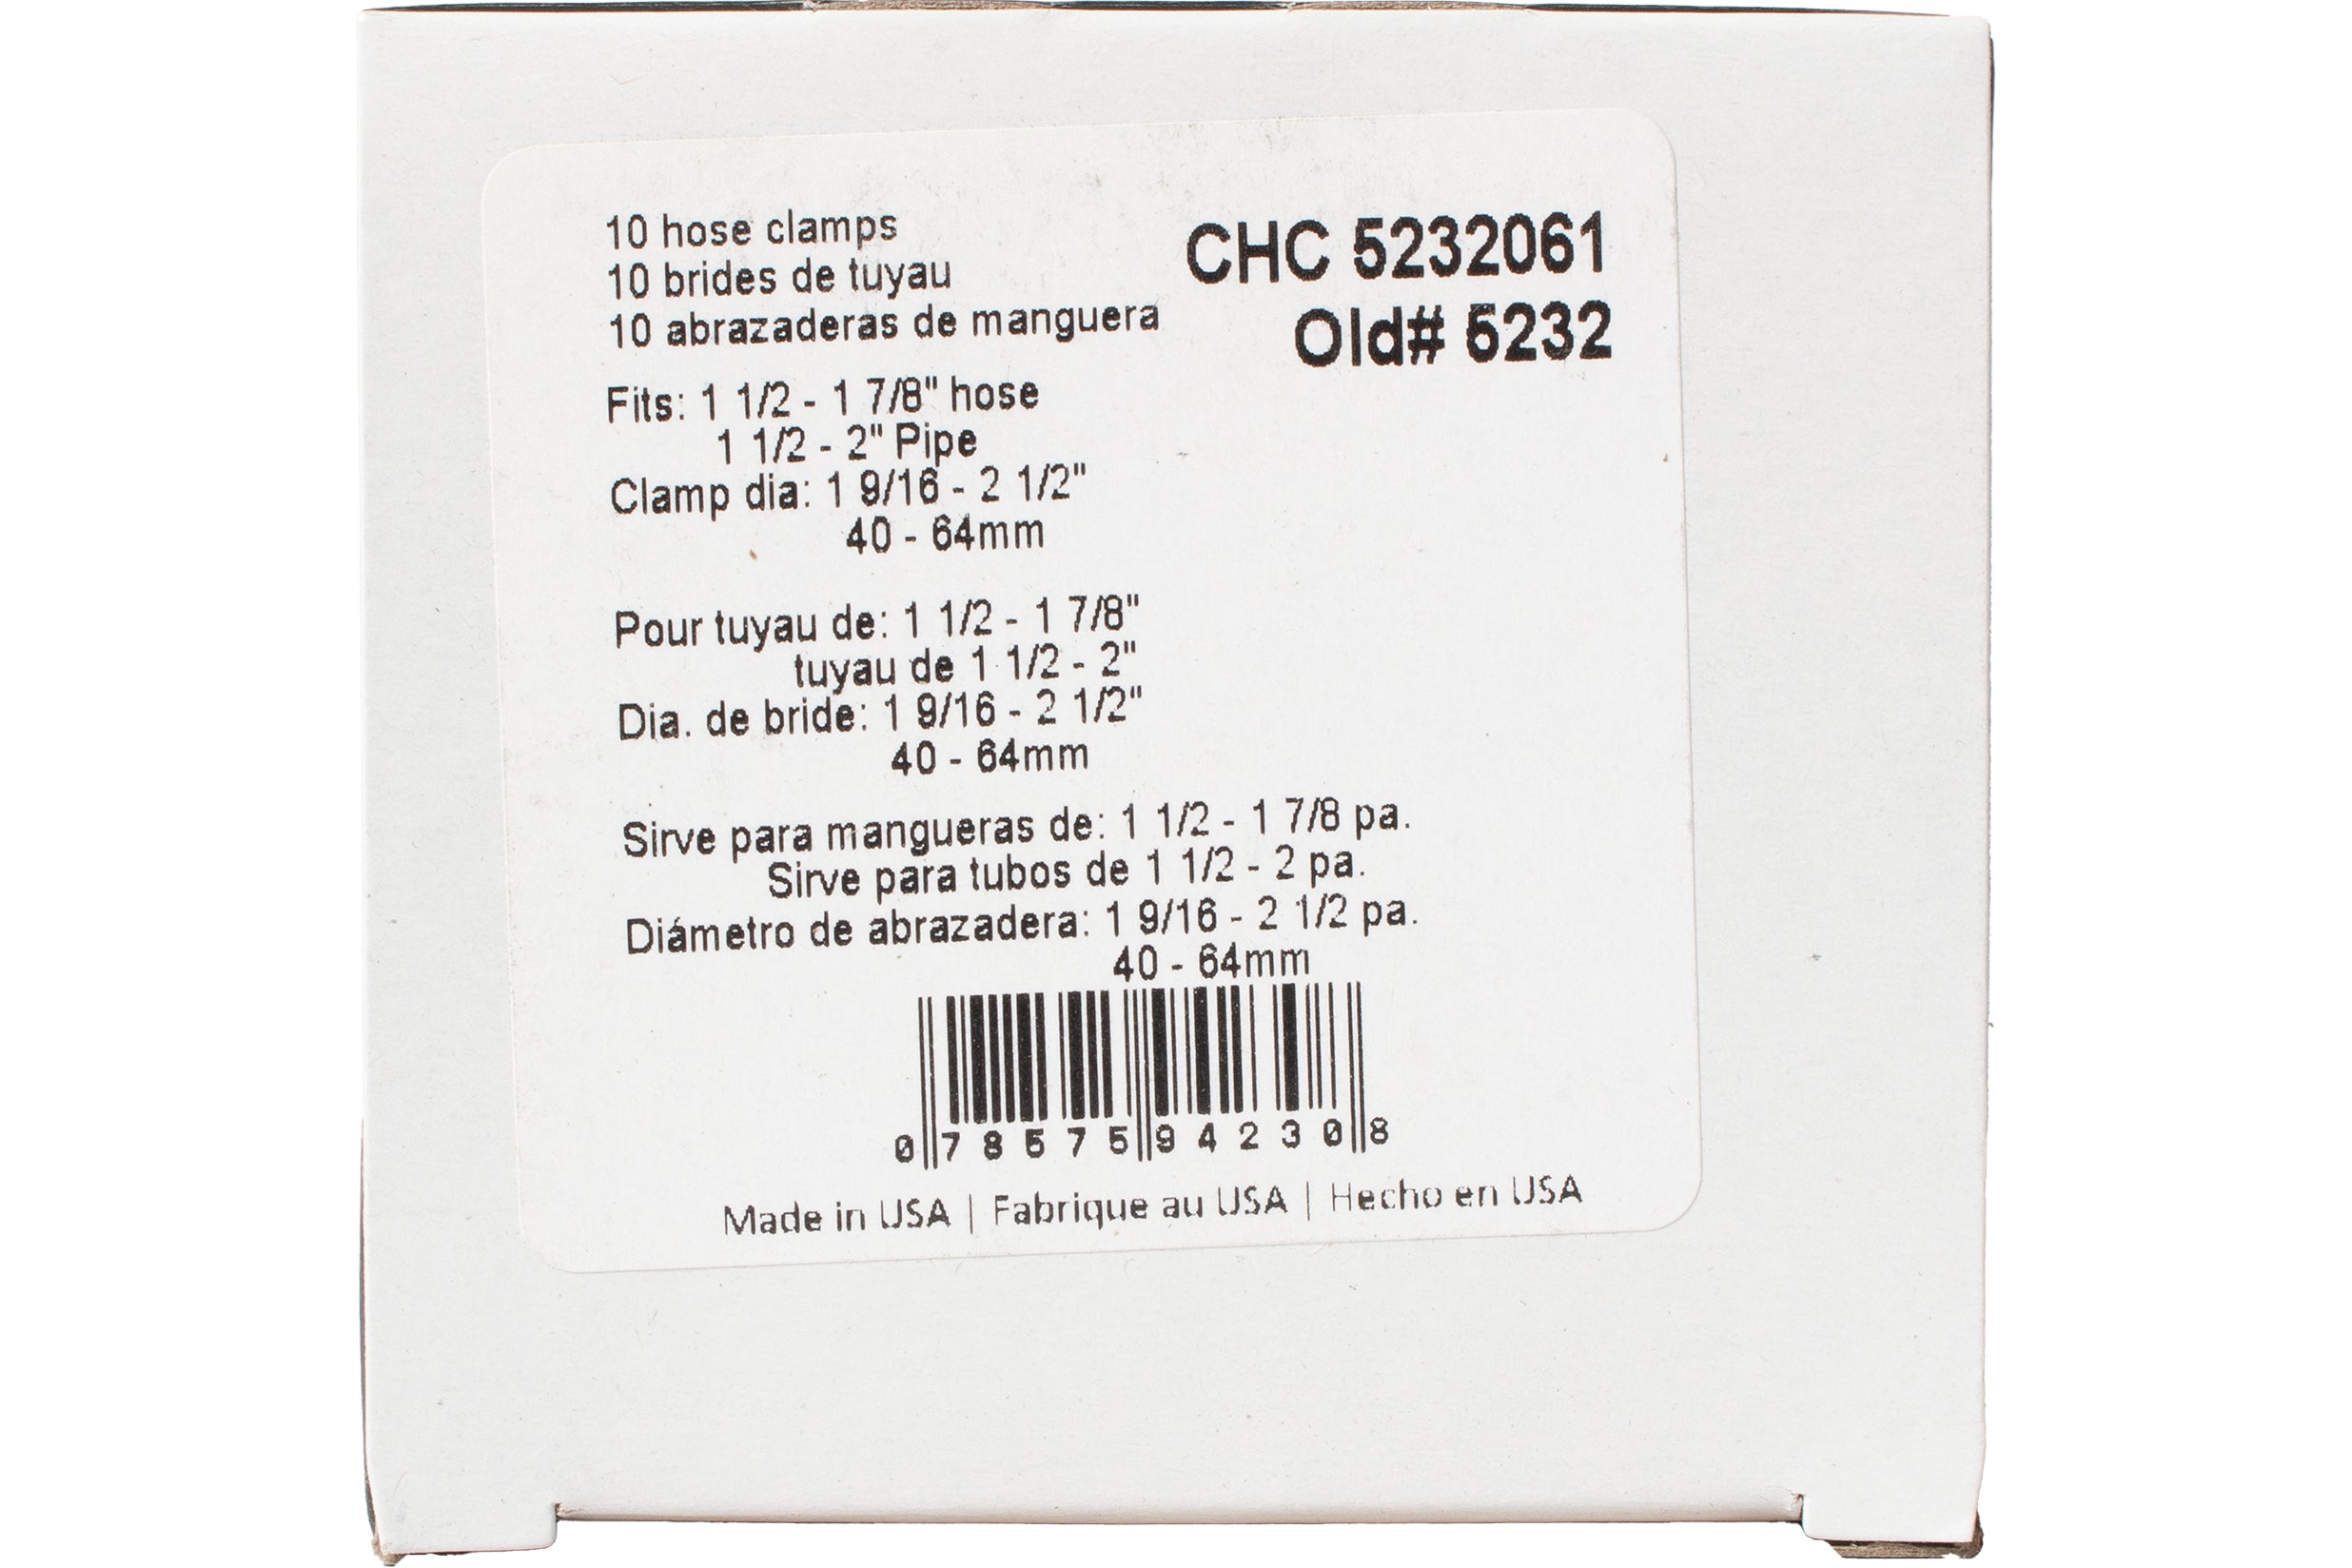 10 hose clamps
10 brides de tuyau
10 abrazaderas de manguera
CHC 5232061
Old# 5232
Fits: 1 1/2 - 1 7/8" hose
1 1/2 - 2" Pipe
Clamp dia: 1 9/16 - 2 1/2"
40 - 64mm
Pour tuyau de: 1 1/2 - 1 7/8"
tuyau de 1 1/2 - 2"
Dia. de bride: 1 9/16 - 2 1/2"
40 - 64mm
Sirve para mangueras de: 1 1/2 - 1 7/8 pa.
Sirve para tubos de 1 1/2 - 2 pa.
Diámetro de abrazadera: 1 9/16 - 2 1/2 pa.
40 - 64mm
0 78575 94230 8
Made in USA | Fabrique au USA | Hecho en USA